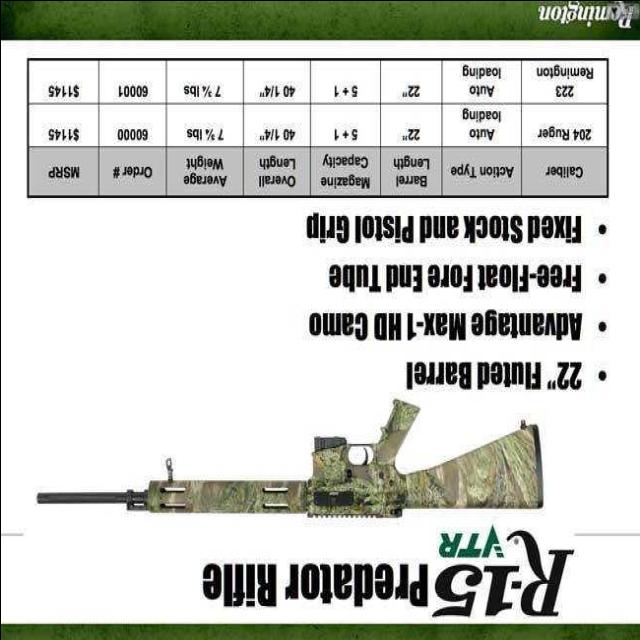 R-15 Predator Rifle
VTR
• 22" Fluted Barrel
• Advantage Max-1 HD Camo
• Free-Float Fore End Tube
• Fixed Stock and Pistol Grip
Caliber Action Type Barrel Length Magazine Capacity Overall Length Average Weight Order # MSRP
204 Ruger Auto loading 22" 5 + 1 40 1/4" 7 ¾ lbs 60000 $1145
223 Remington Auto loading 22" 5 + 1 40 1/4" 7 ¾ lbs 60001 $1145
Remington